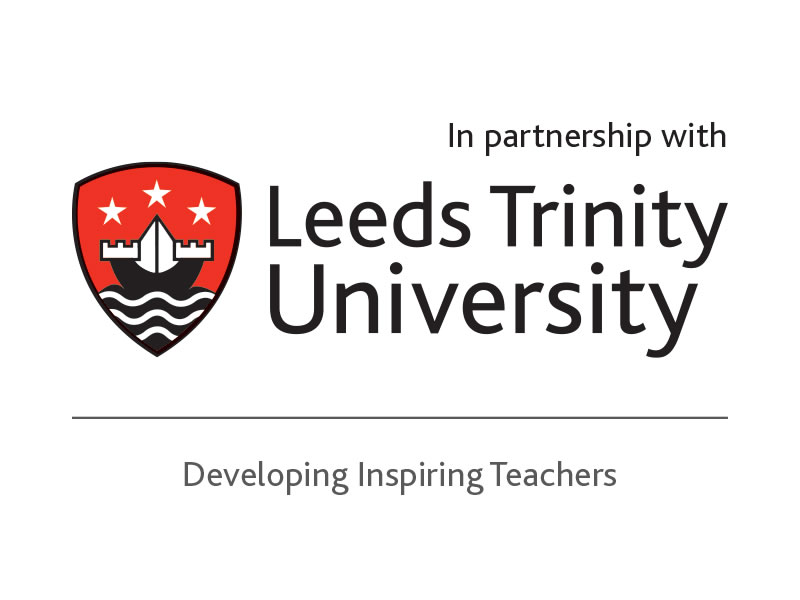 In partnership with
Leeds Trinity
University
Developing Inspiring Teachers